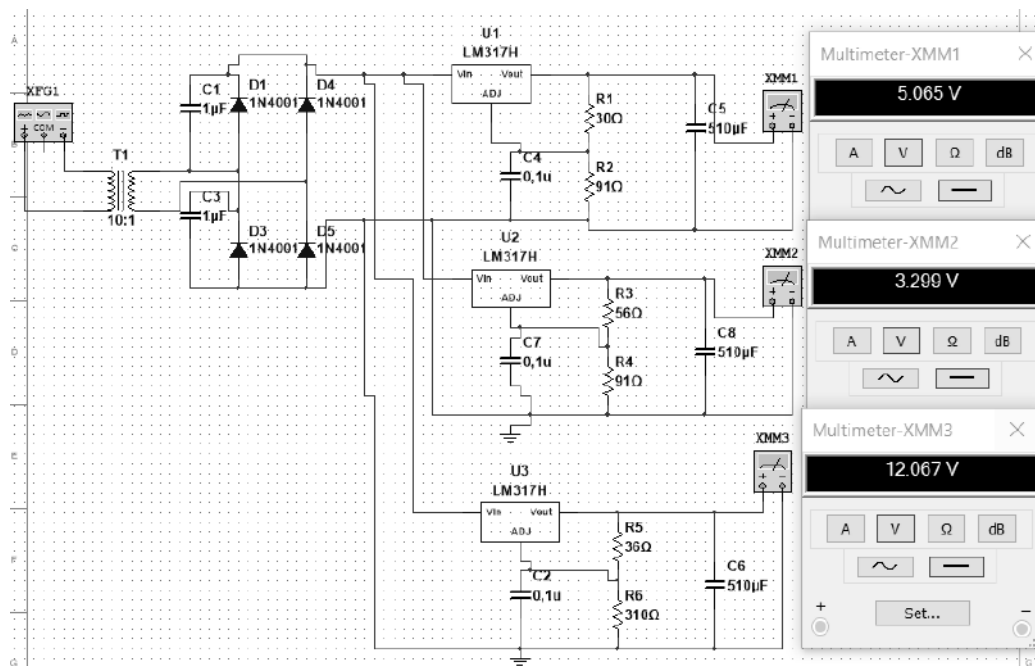 XFG1
COM
+ -
T1
10:1
C1
1µF
C3
1µF
D1
1N4001
D4
1N4001
D3
1N4001
D5
1N4001
U1
LM317H
Vin Vout
ADJ
R1
30Ω
R2
91Ω
C4
0,1u
C5
510µF
XMM1
+ -
U2
LM317H
Vin Vout
ADJ
R3
56Ω
R4
91Ω
C7
0,1u
C8
510µF
XMM2
+ -
U3
LM317H
Vin Vout
ADJ
R5
36Ω
R6
310Ω
C2
0,1u
C6
510µF
XMM3
+ -
Multimeter-XMM1
5.065 V
A V Ω dB
Multimeter-XMM2
3.299 V
A V Ω dB
Multimeter-XMM3
12.067 V
A V Ω dB
+ Set... -